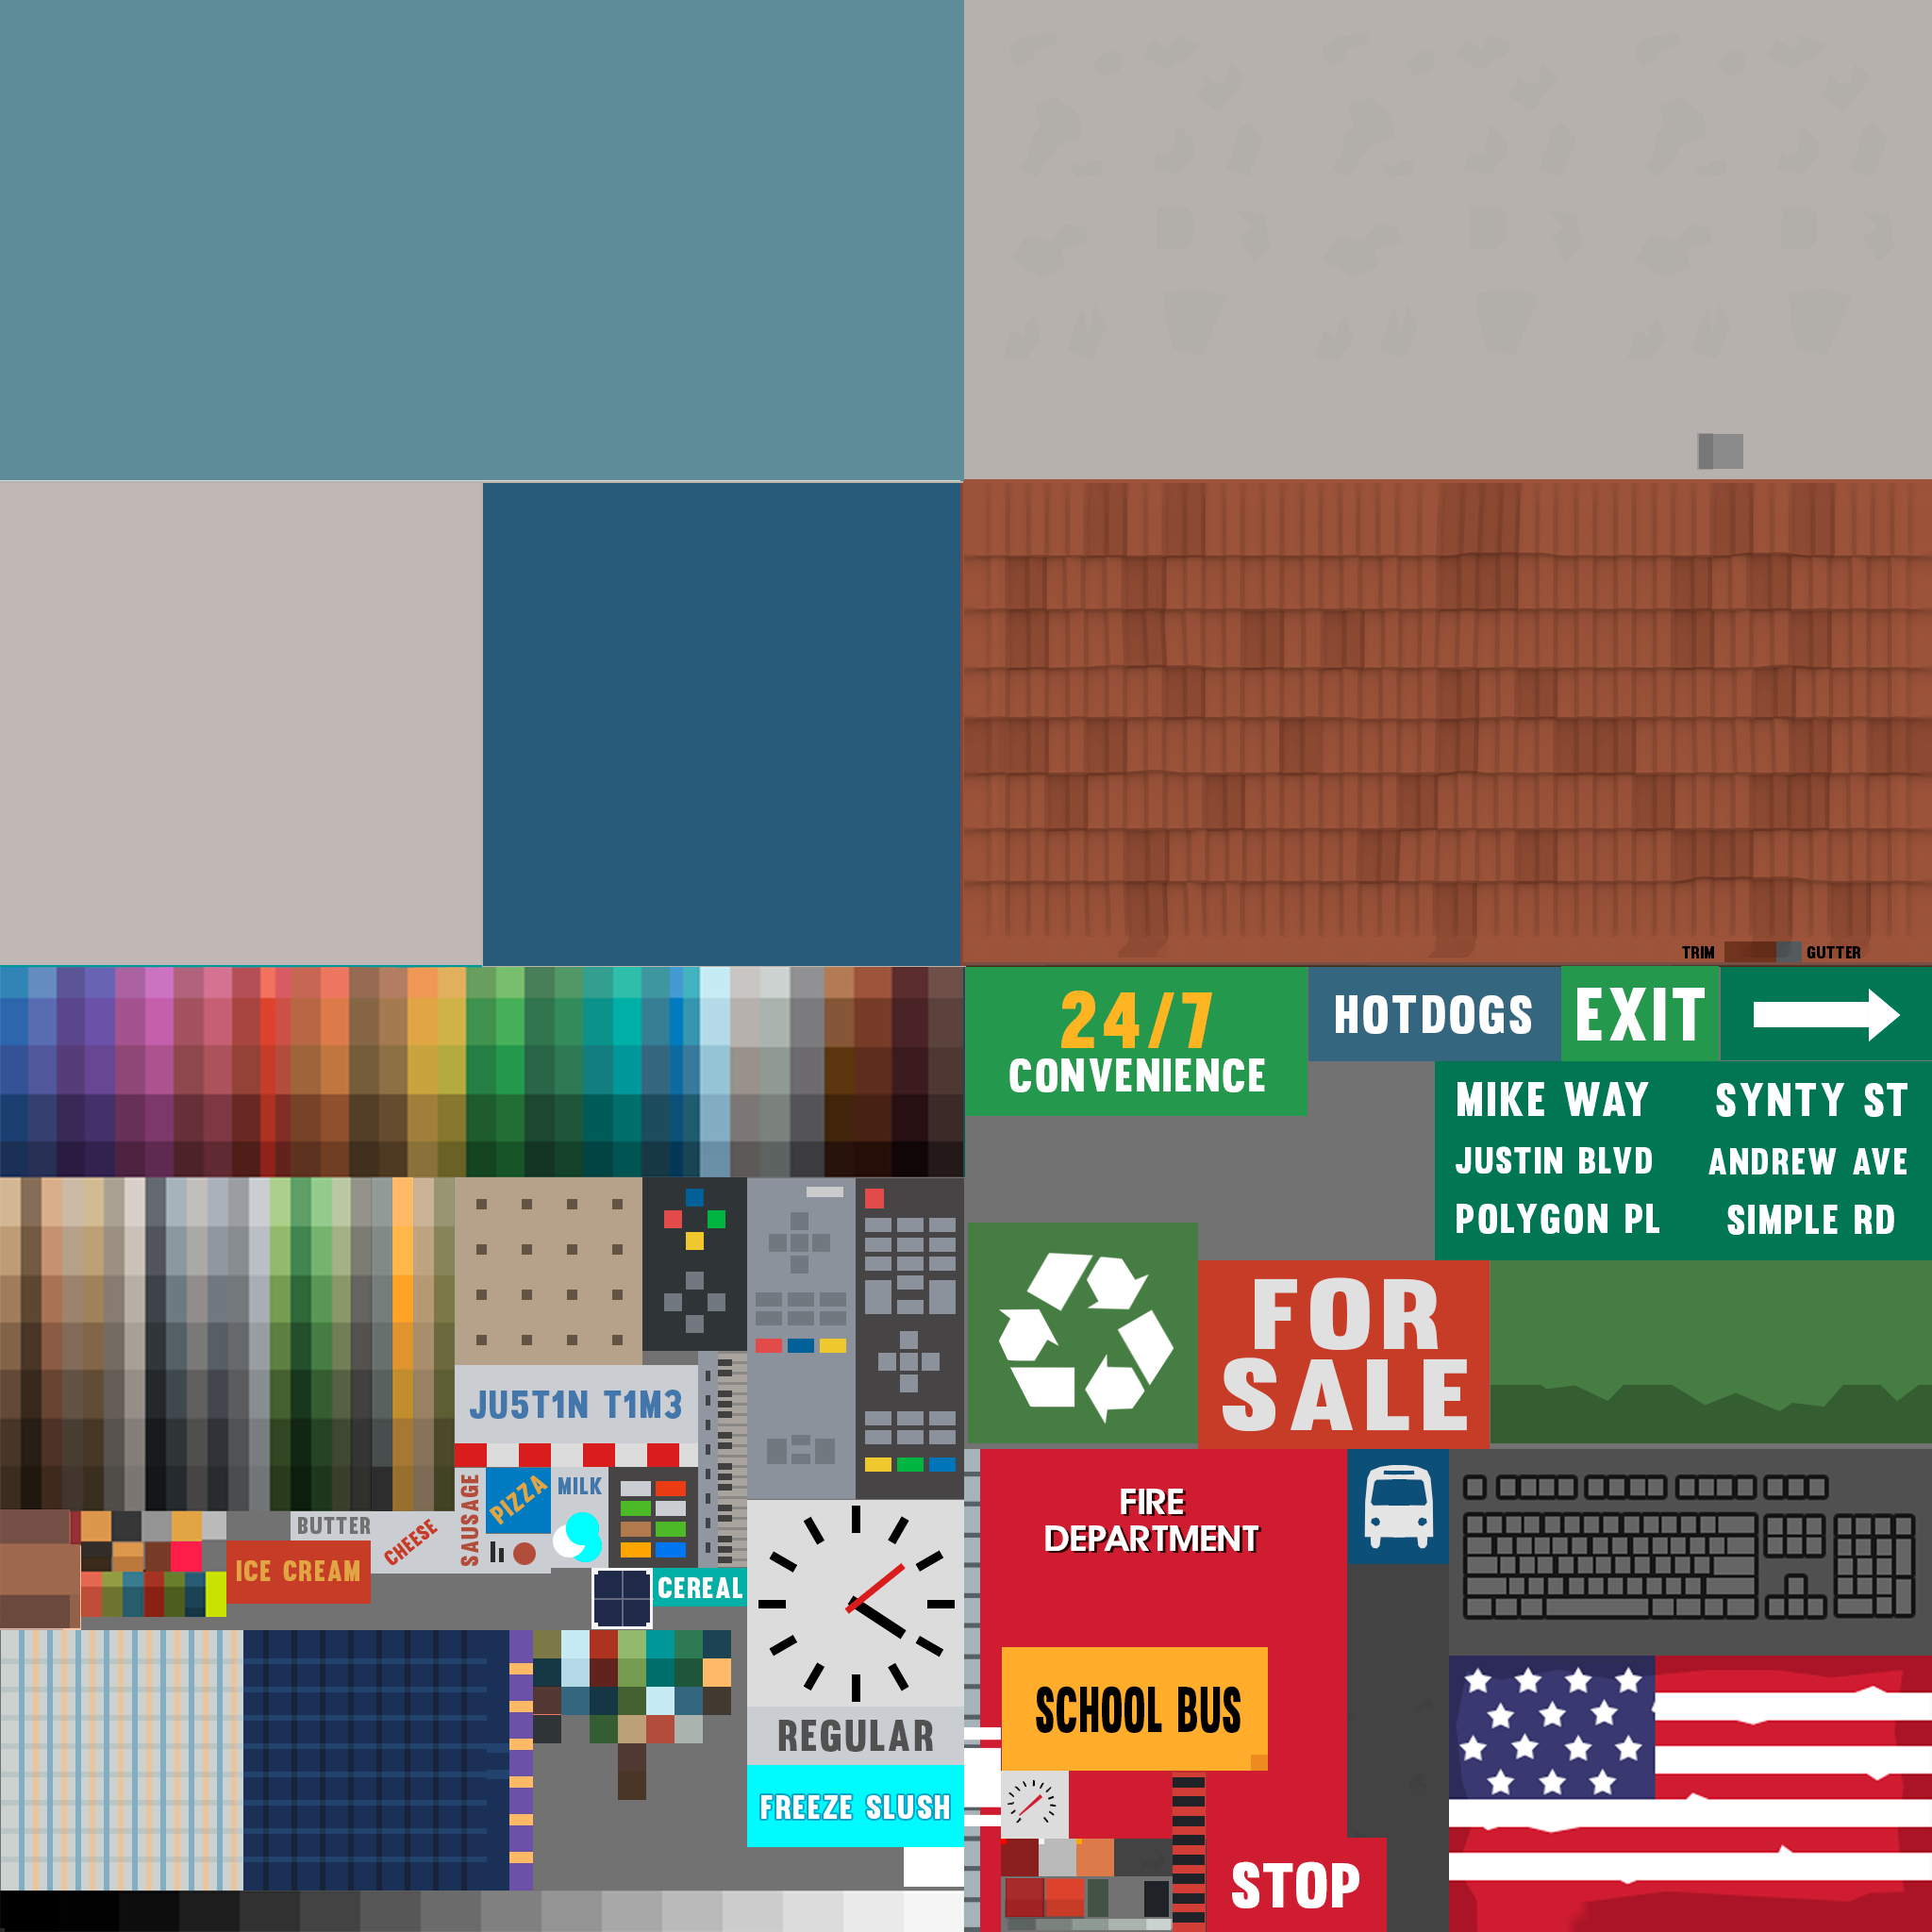 TRIM
GUTTER
24/7
CONVENIENCE
HOTDOGS
EXIT
MIKE WAY
SYNTY ST
JUSTIN BLVD
ANDREW AVE
POLYGON PL
SIMPLE RD
FOR
SALE
JU5T1N T1M3
SAUSAGE
PIZZA
MILK
BUTTER
CHEESE
ICE CREAM
CEREAL
FIRE
DEPARTMENT
SCHOOL BUS
REGULAR
FREEZE SLUSH
STOP